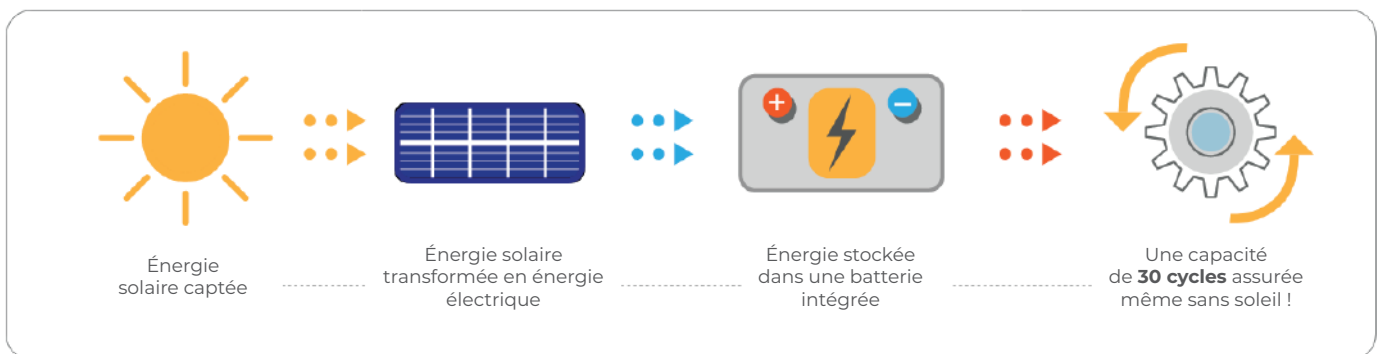 Énergie
solaire captée
Énergie solaire
transformée en énergie
électrique
Énergie stockée
dans une batterie
intégrée
Une capacité
de 30 cycles assurée
même sans soleil !